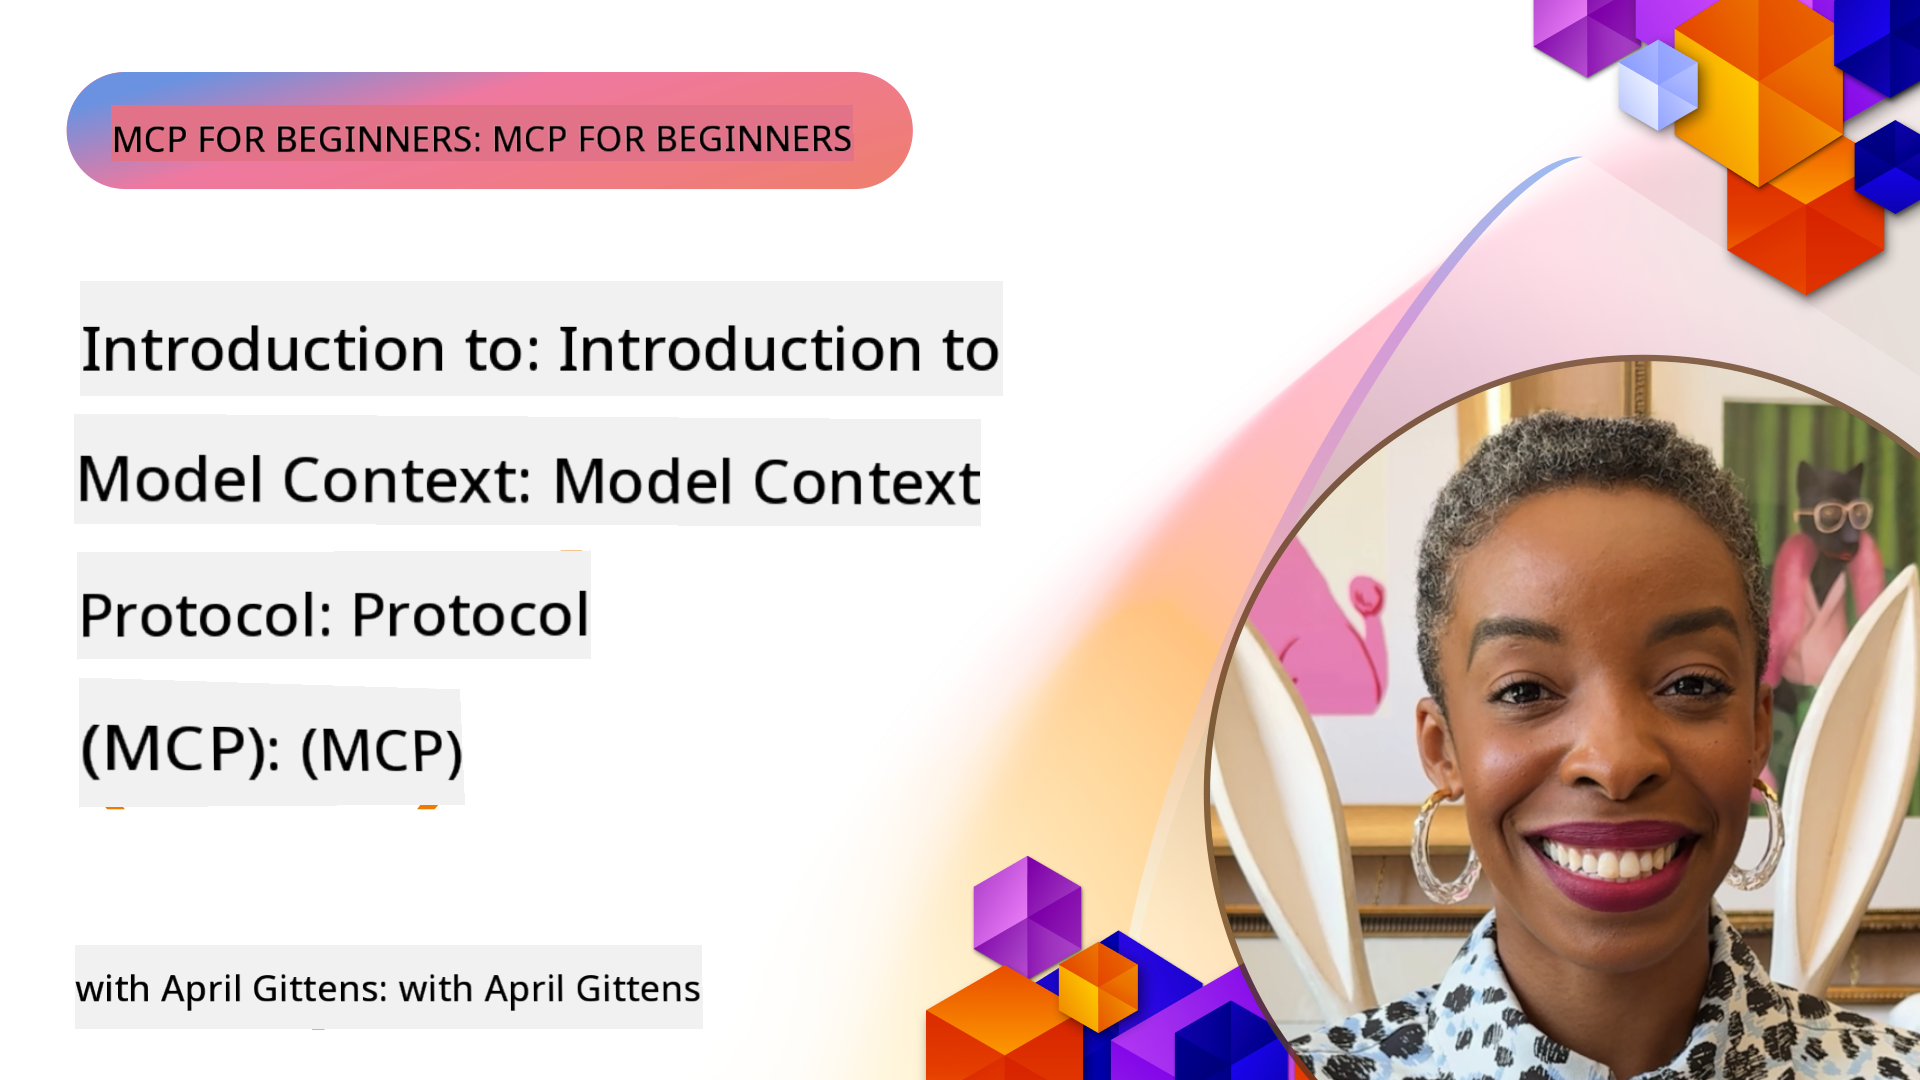 MCP FOR BEGINNERS: MCP FOR BEGINNERS
Introduction to: Introduction to
Model Context: Model Context
Protocol: Protocol
(MCP): (MCP)
with April Gittens: with April Gittens